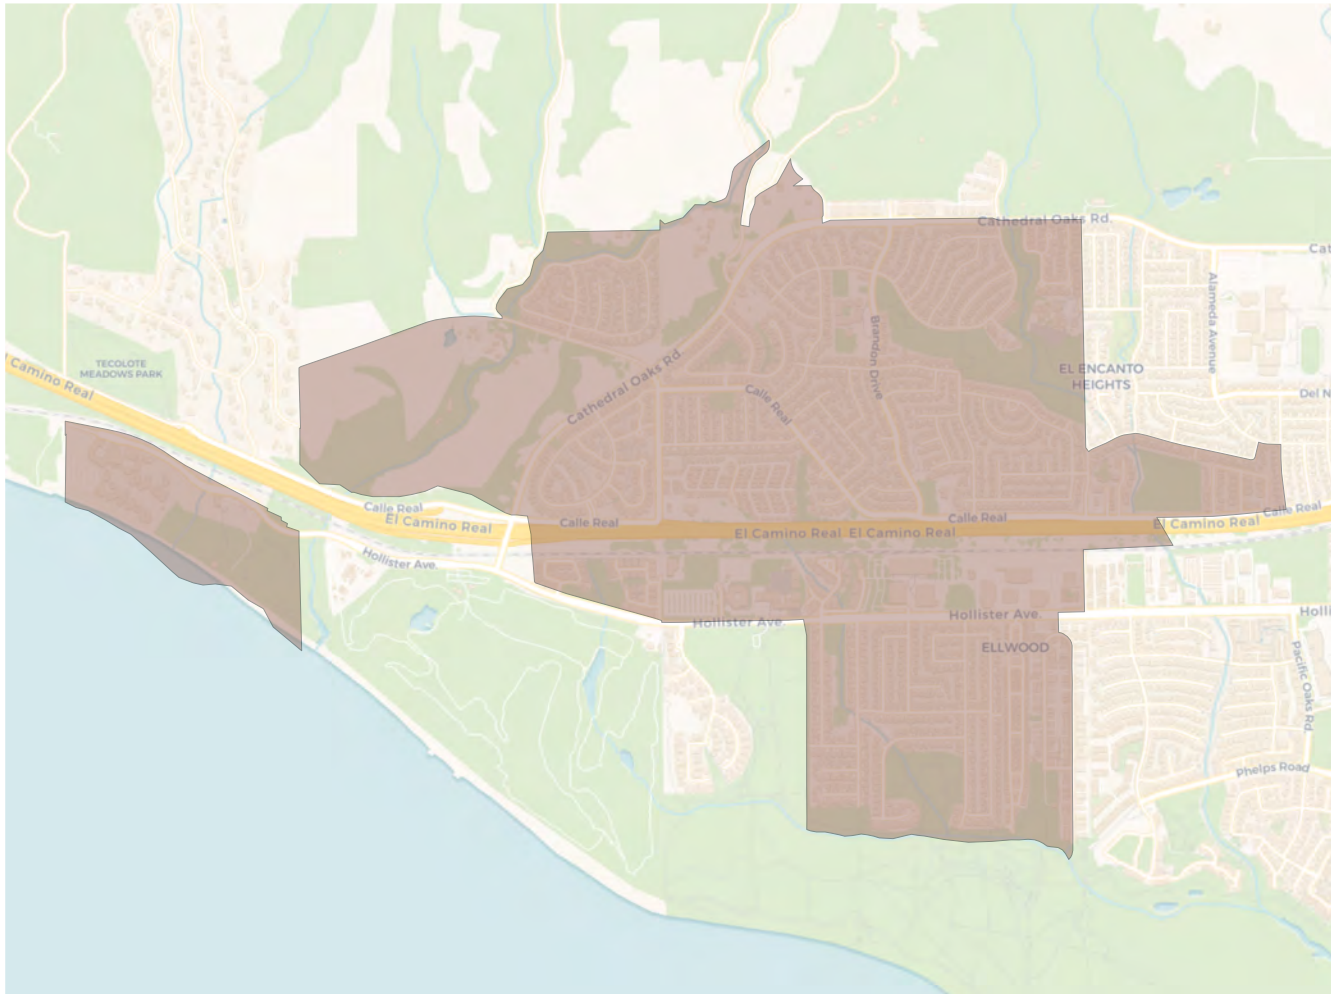 Cathedral Oaks Rd.
Cat
Alameda Avenue
TECOLOTE
MEADOWS PARK
l Camino Real
Brandon Drive
EL ENCANTO
HEIGHTS
Cathedral Oaks Rd.
Calle Real
Del N
Calle Real
El Camino Real
Calle Real
El Camino Real
El Camino Real
Calle Real
El Camino Real
Calle Real
Hollister Ave.
Hollister Ave.
Hollister Ave.
Holli
ELLWOOD
Pacific Oaks Rd.
Phelps Road